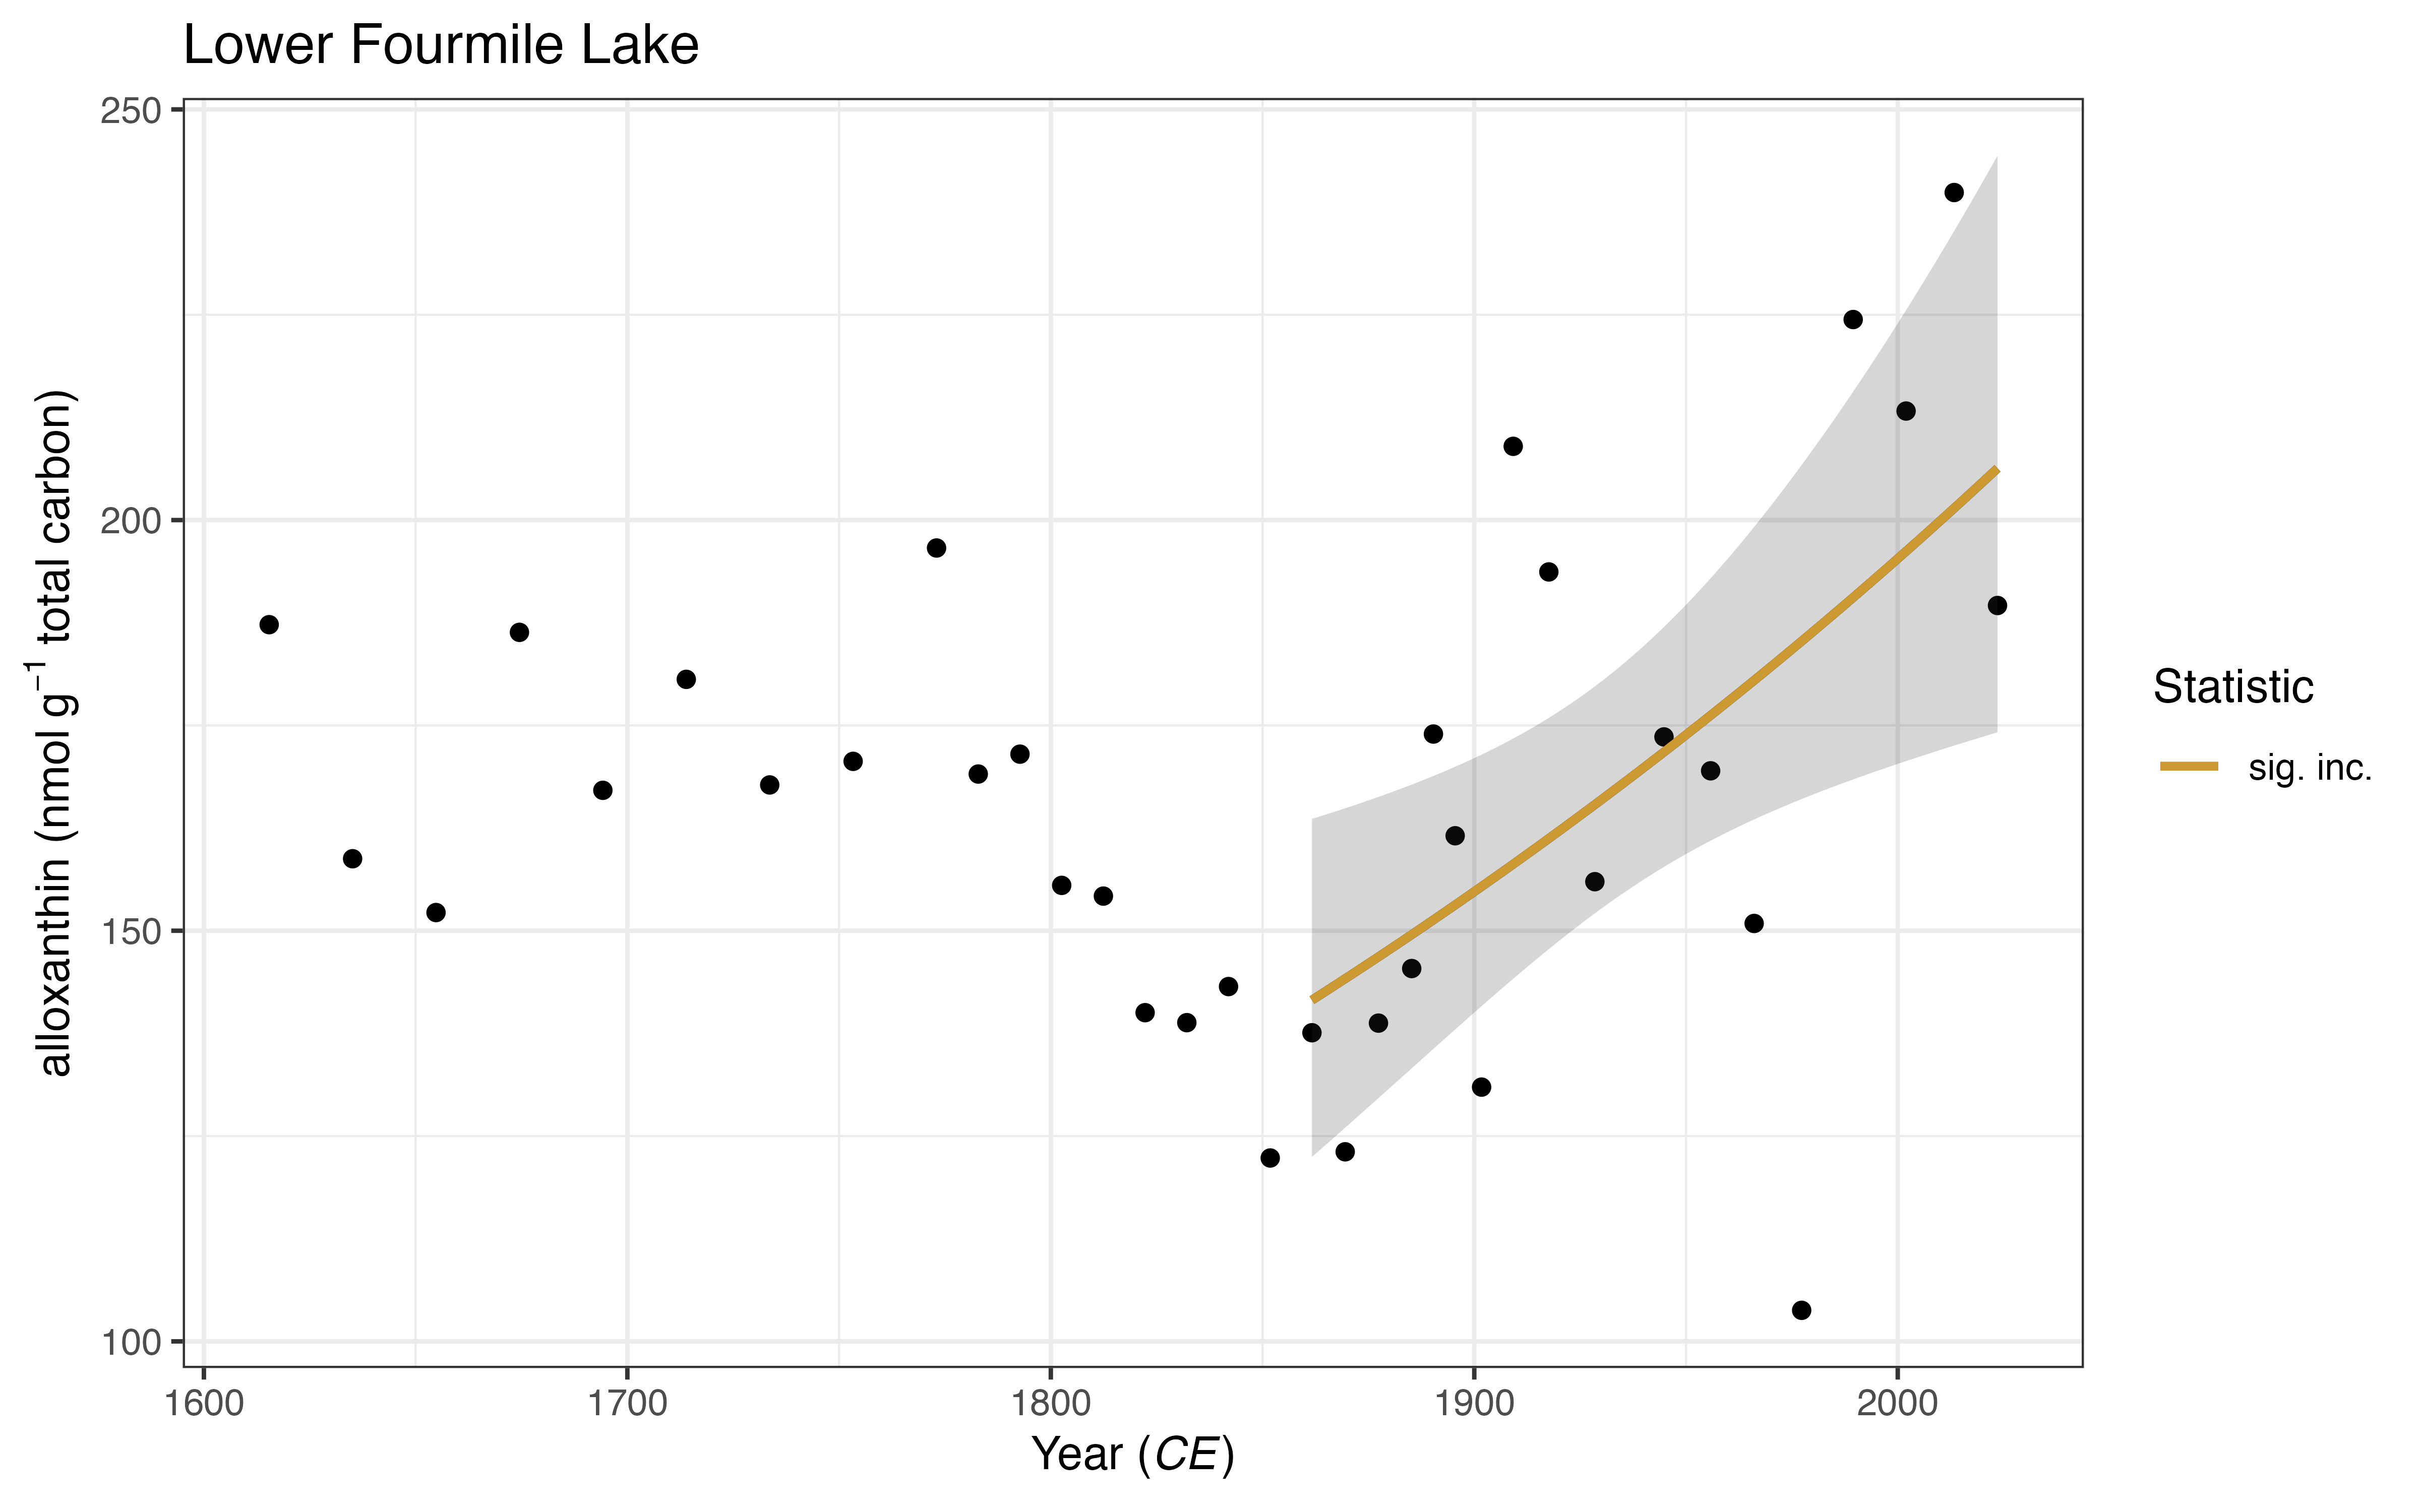 Lower Fourmile Lake
250
200
150
100
alloxanthin (nmol g⁻¹ total carbon)
1600 1700 1800 1900 2000
Year (CE)
Statistic
sig. inc.